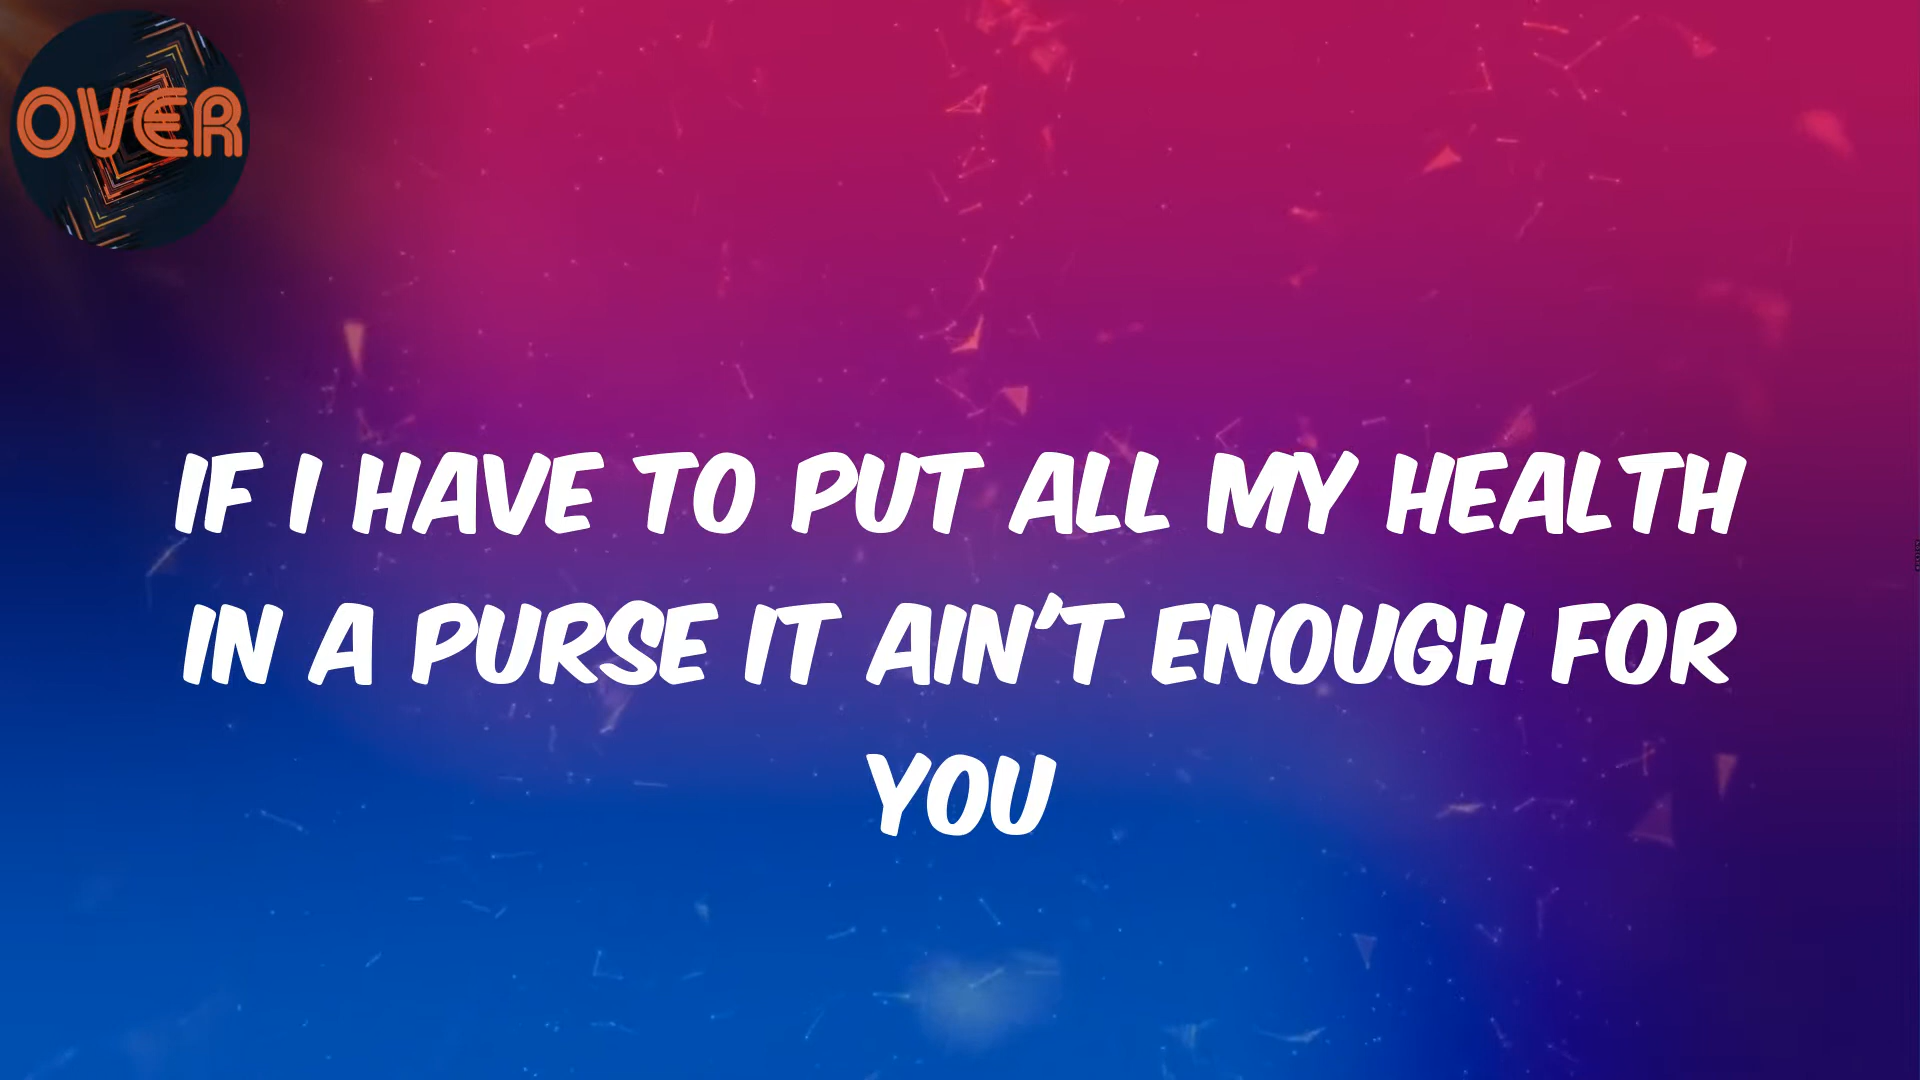 OVER
IF I HAVE TO PUT ALL MY HEALTH
IN A PURSE IT AIN'T ENOUGH FOR
YOU